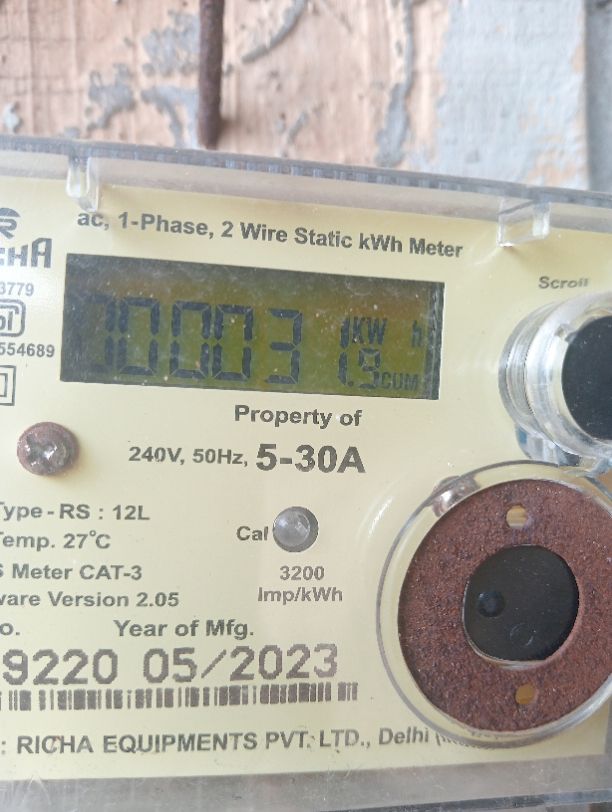 ac, 1-Phase, 2 Wire Static kWh Meter
CHA
3779
554689
Scroll
000031.9 KW h
CUM
Property of
240V, 50Hz, 5-30A
Type - RS : 12L
Temp. 27°C
Cal
S Meter CAT-3
3200
ware Version 2.05
Imp/kWh
o. Year of Mfg.
9220 05/2023
: RICHA EQUIPMENTS PVT. LTD., Delhi